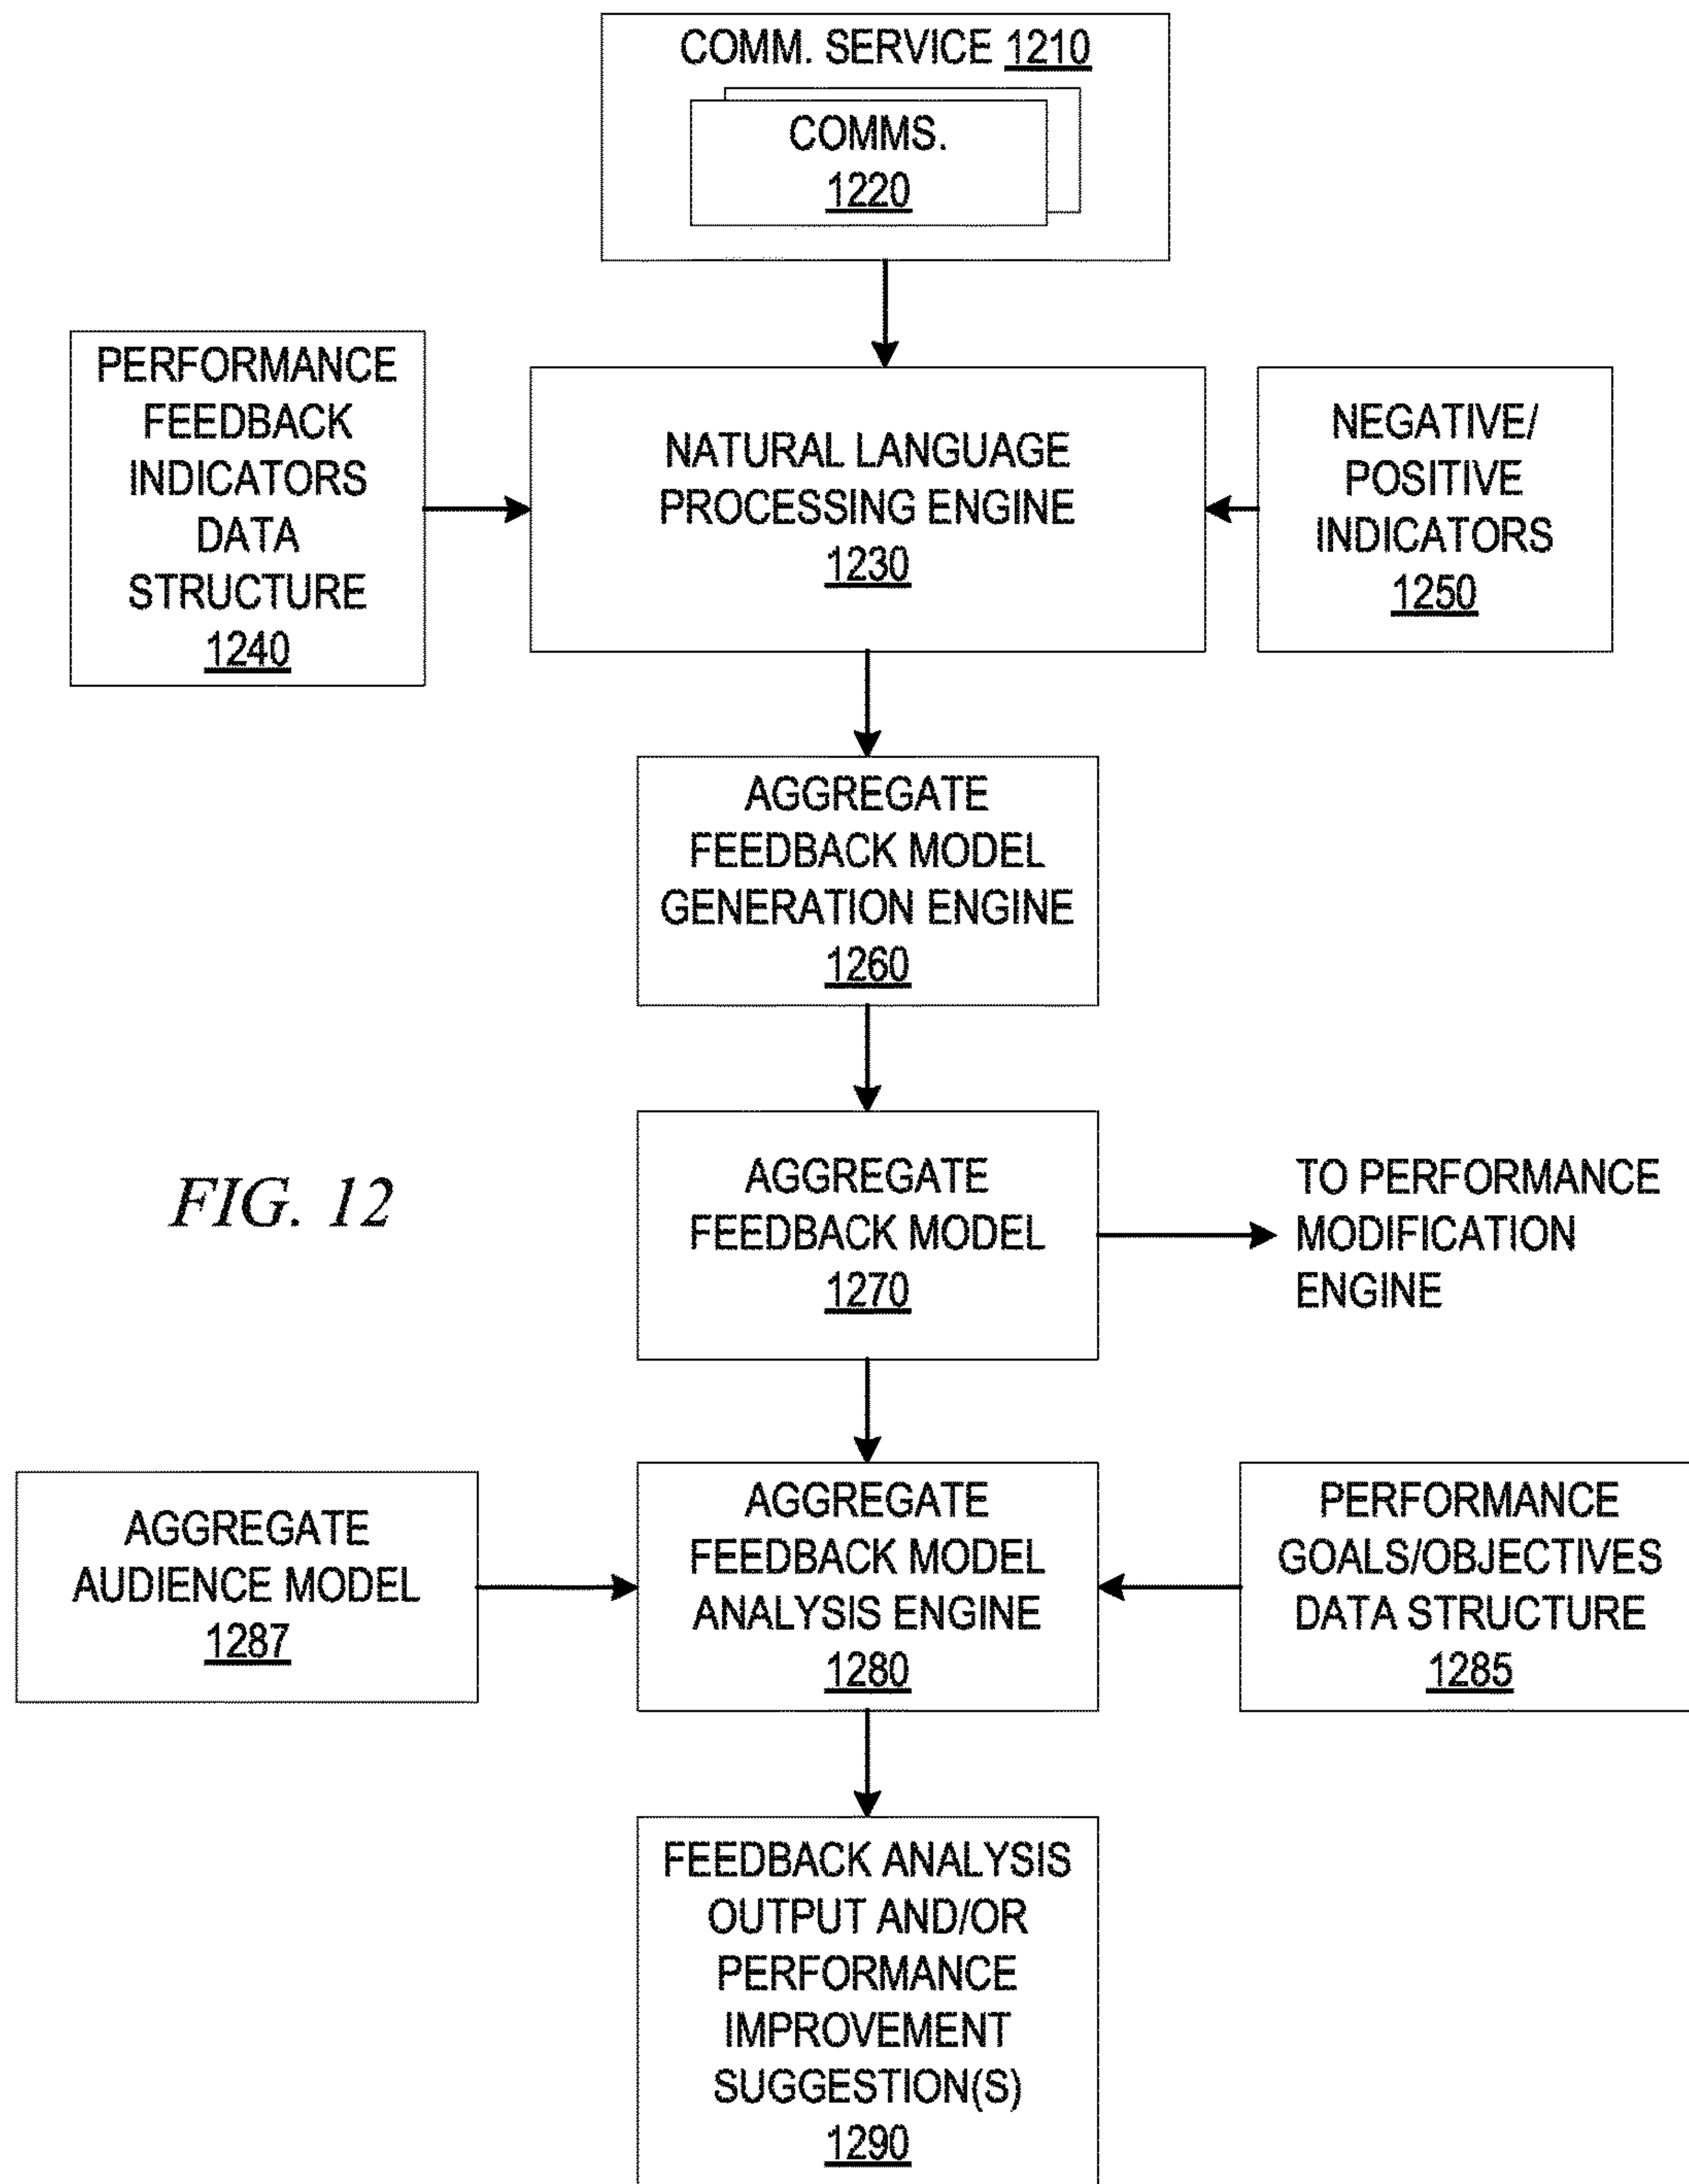 COMM. SERVICE 1210
COMMS.
1220
PERFORMANCE
FEEDBACK
INDICATORS
DATA
STRUCTURE
1240
NATURAL LANGUAGE
PROCESSING ENGINE
1230
NEGATIVE/
POSITIVE
INDICATORS
1250
AGGREGATE
FEEDBACK MODEL
GENERATION ENGINE
1260
FIG. 12
AGGREGATE
FEEDBACK MODEL
1270
TO PERFORMANCE
MODIFICATION
ENGINE
AGGREGATE
AUDIENCE MODEL
1287
AGGREGATE
FEEDBACK MODEL
ANALYSIS ENGINE
1280
PERFORMANCE
GOALS/OBJECTIVES
DATA STRUCTURE
1285
FEEDBACK ANALYSIS
OUTPUT AND/OR
PERFORMANCE
IMPROVEMENT
SUGGESTION(S)
1290